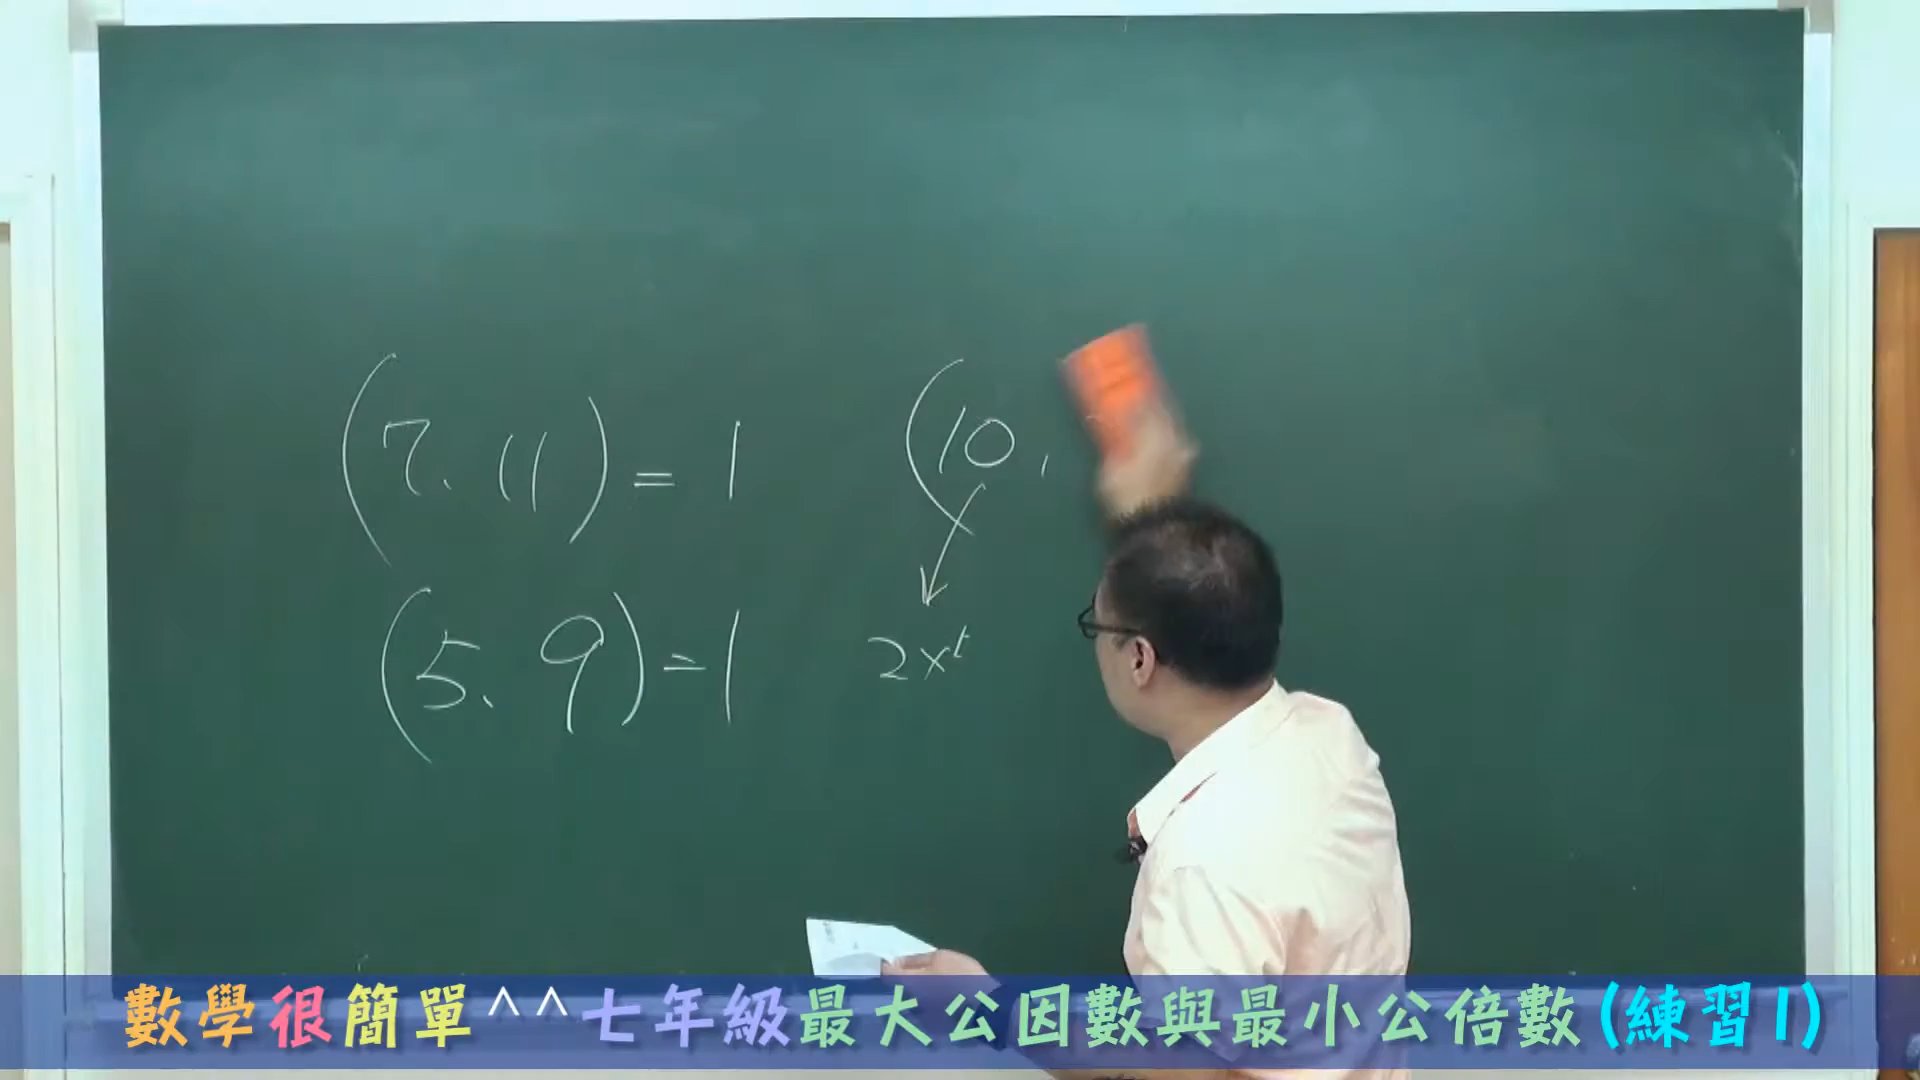 (7. 11) = 1
(10,
(5. 9) = 1
2x
數學很簡單^^七年級最大公因數與最小公倍數(練習1)